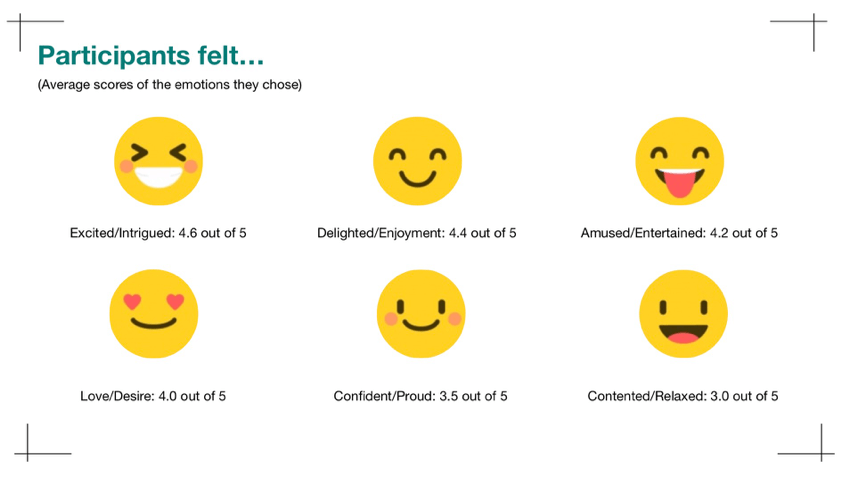 Participants felt...
(Average scores of the emotions they chose)
Excited/Intrigued: 4.6 out of 5
Delighted/Enjoyment: 4.4 out of 5
Amused/Entertained: 4.2 out of 5
Love/Desire: 4.0 out of 5
Confident/Proud: 3.5 out of 5
Contented/Relaxed: 3.0 out of 5